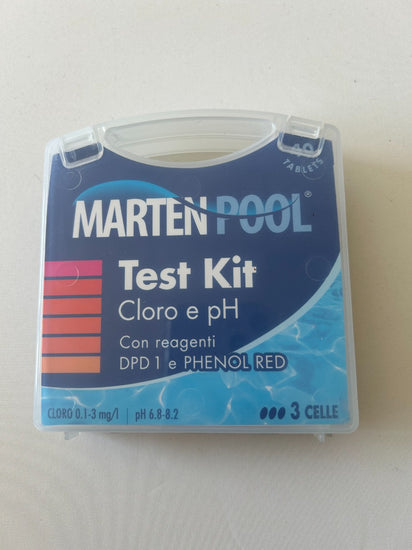 40
TABLETS
MARTEN POOL®
Test Kit
Cloro e pH
Con reagenti
DPD 1 e PHENOL RED
CLORO 0.1-3 mg/l | pH 6.8-8.2
3 CELLE